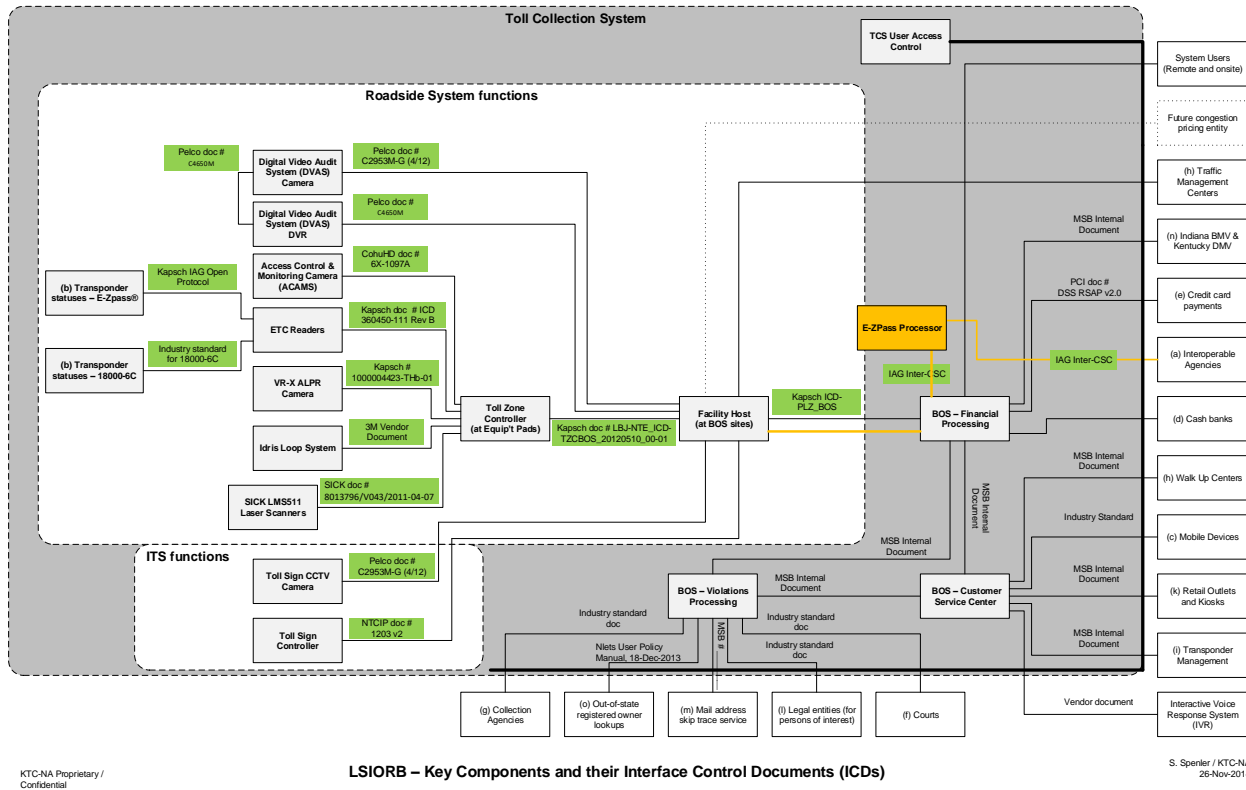 Toll Collection System
TCS User Access
Control
System Users
(Remote and onsite)
Roadside System functions
Future congestion
pricing entity
Pelco doc #
C4650M
Digital Video Audit
System (DVAS)
Camera
Pelco doc #
C2953M-G (4/12)
(h) Traffic
Management
Centers
Digital Video Audit
System (DVAS)
DVR
Pelco doc #
C4650M
MSB Internal
Document
(n) Indiana BMV &
Kentucky DMV
Access Control &
Monitoring Camera
(ACAMS)
CohuHD doc #
6X-1097A
(b) Transponder
statuses – E-Zpass®
Kapsch IAG Open
Protocol
PCI doc #
DSS RSAP v2.0
(e) Credit card
payments
ETC Readers
Kapsch doc # ICD
360450-111 Rev B
E-ZPass Processor
(b) Transponder
statuses – 18000-6C
Industry standard
for 18000-6C
IAG Inter-CSC
(a) Interoperable
Agencies
VR-X ALPR
Camera
Kapsch #
1000004423-THb-01
IAG Inter-CSC
Toll Zone
Controller
(at Equip't Pads)
Kapsch doc # LBJ-NTE_ICD-
TZCBOS_20120510_00-01
Facility Host
(at BOS sites)
Kapsch ICD-
PLZ_BOS
BOS – Financial
Processing
(d) Cash banks
Idris Loop System
3M Vendor
Document
MSB Internal
Document
(h) Walk Up Centers
SICK LMS511
Laser Scanners
SICK doc #
8013796/V043/2011-04-07
MSB Internal
Document
Industry Standard
(c) Mobile Devices
ITS functions
MSB Internal
Document
Toll Sign CCTV
Camera
Pelco doc #
C2953M-G (4/12)
BOS – Violations
Processing
MSB Internal
Document
BOS – Customer
Service Center
MSB Internal
Document
(k) Retail Outlets
and Kiosks
Toll Sign
Controller
NTCIP doc #
1203 v2
Industry standard
doc
Nlets User Policy
Manual, 18-Dec-2013
MSB #
Industry standard
doc
Industry standard
doc
MSB Internal
Document
(i) Transponder
Management
(g) Collection
Agencies
(o) Out-of-state
registered owner
lookups
(m) Mail address
skip trace service
(l) Legal entities (for
persons of interest)
(f) Courts
Vendor document
Interactive Voice
Response System
(IVR)
KTC-NA Proprietary /
Confidential
LSIORB – Key Components and their Interface Control Documents (ICDs)
S. Spenler / KTC-NA
26-Nov-201